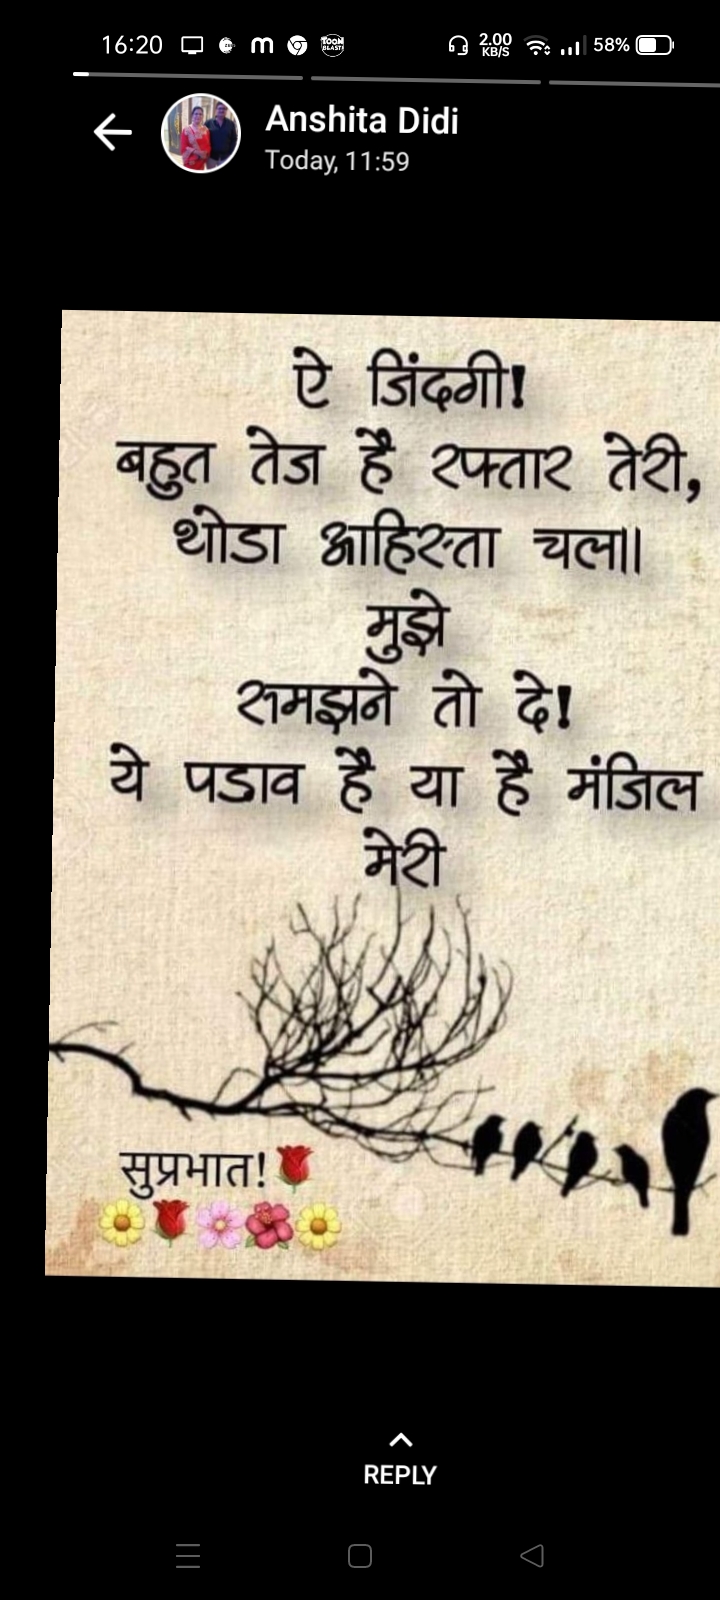 16:20
2.00
KB/S
58%
Anshita Didi
Today, 11:59
ऐ जिंदगी!
बहुत तेज है रफ्तार तेरी,
थोडा आहिस्ता चल॥
मुझे
समझने तो दे!
ये पडाव है या है मंजिल
मेरी
सुप्रभात!
REPLY